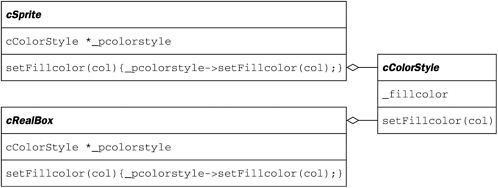 cSprite
cColorStyle *_pcolorstyle
setFillcolor(col){_pcolorstyle->setFillcolor(col);}
cColorStyle
_fillcolor
setFillcolor(col)
cRealBox
cColorStyle *_pcolorstyle
setFillcolor(col){_pcolorstyle->setFillcolor(col);}